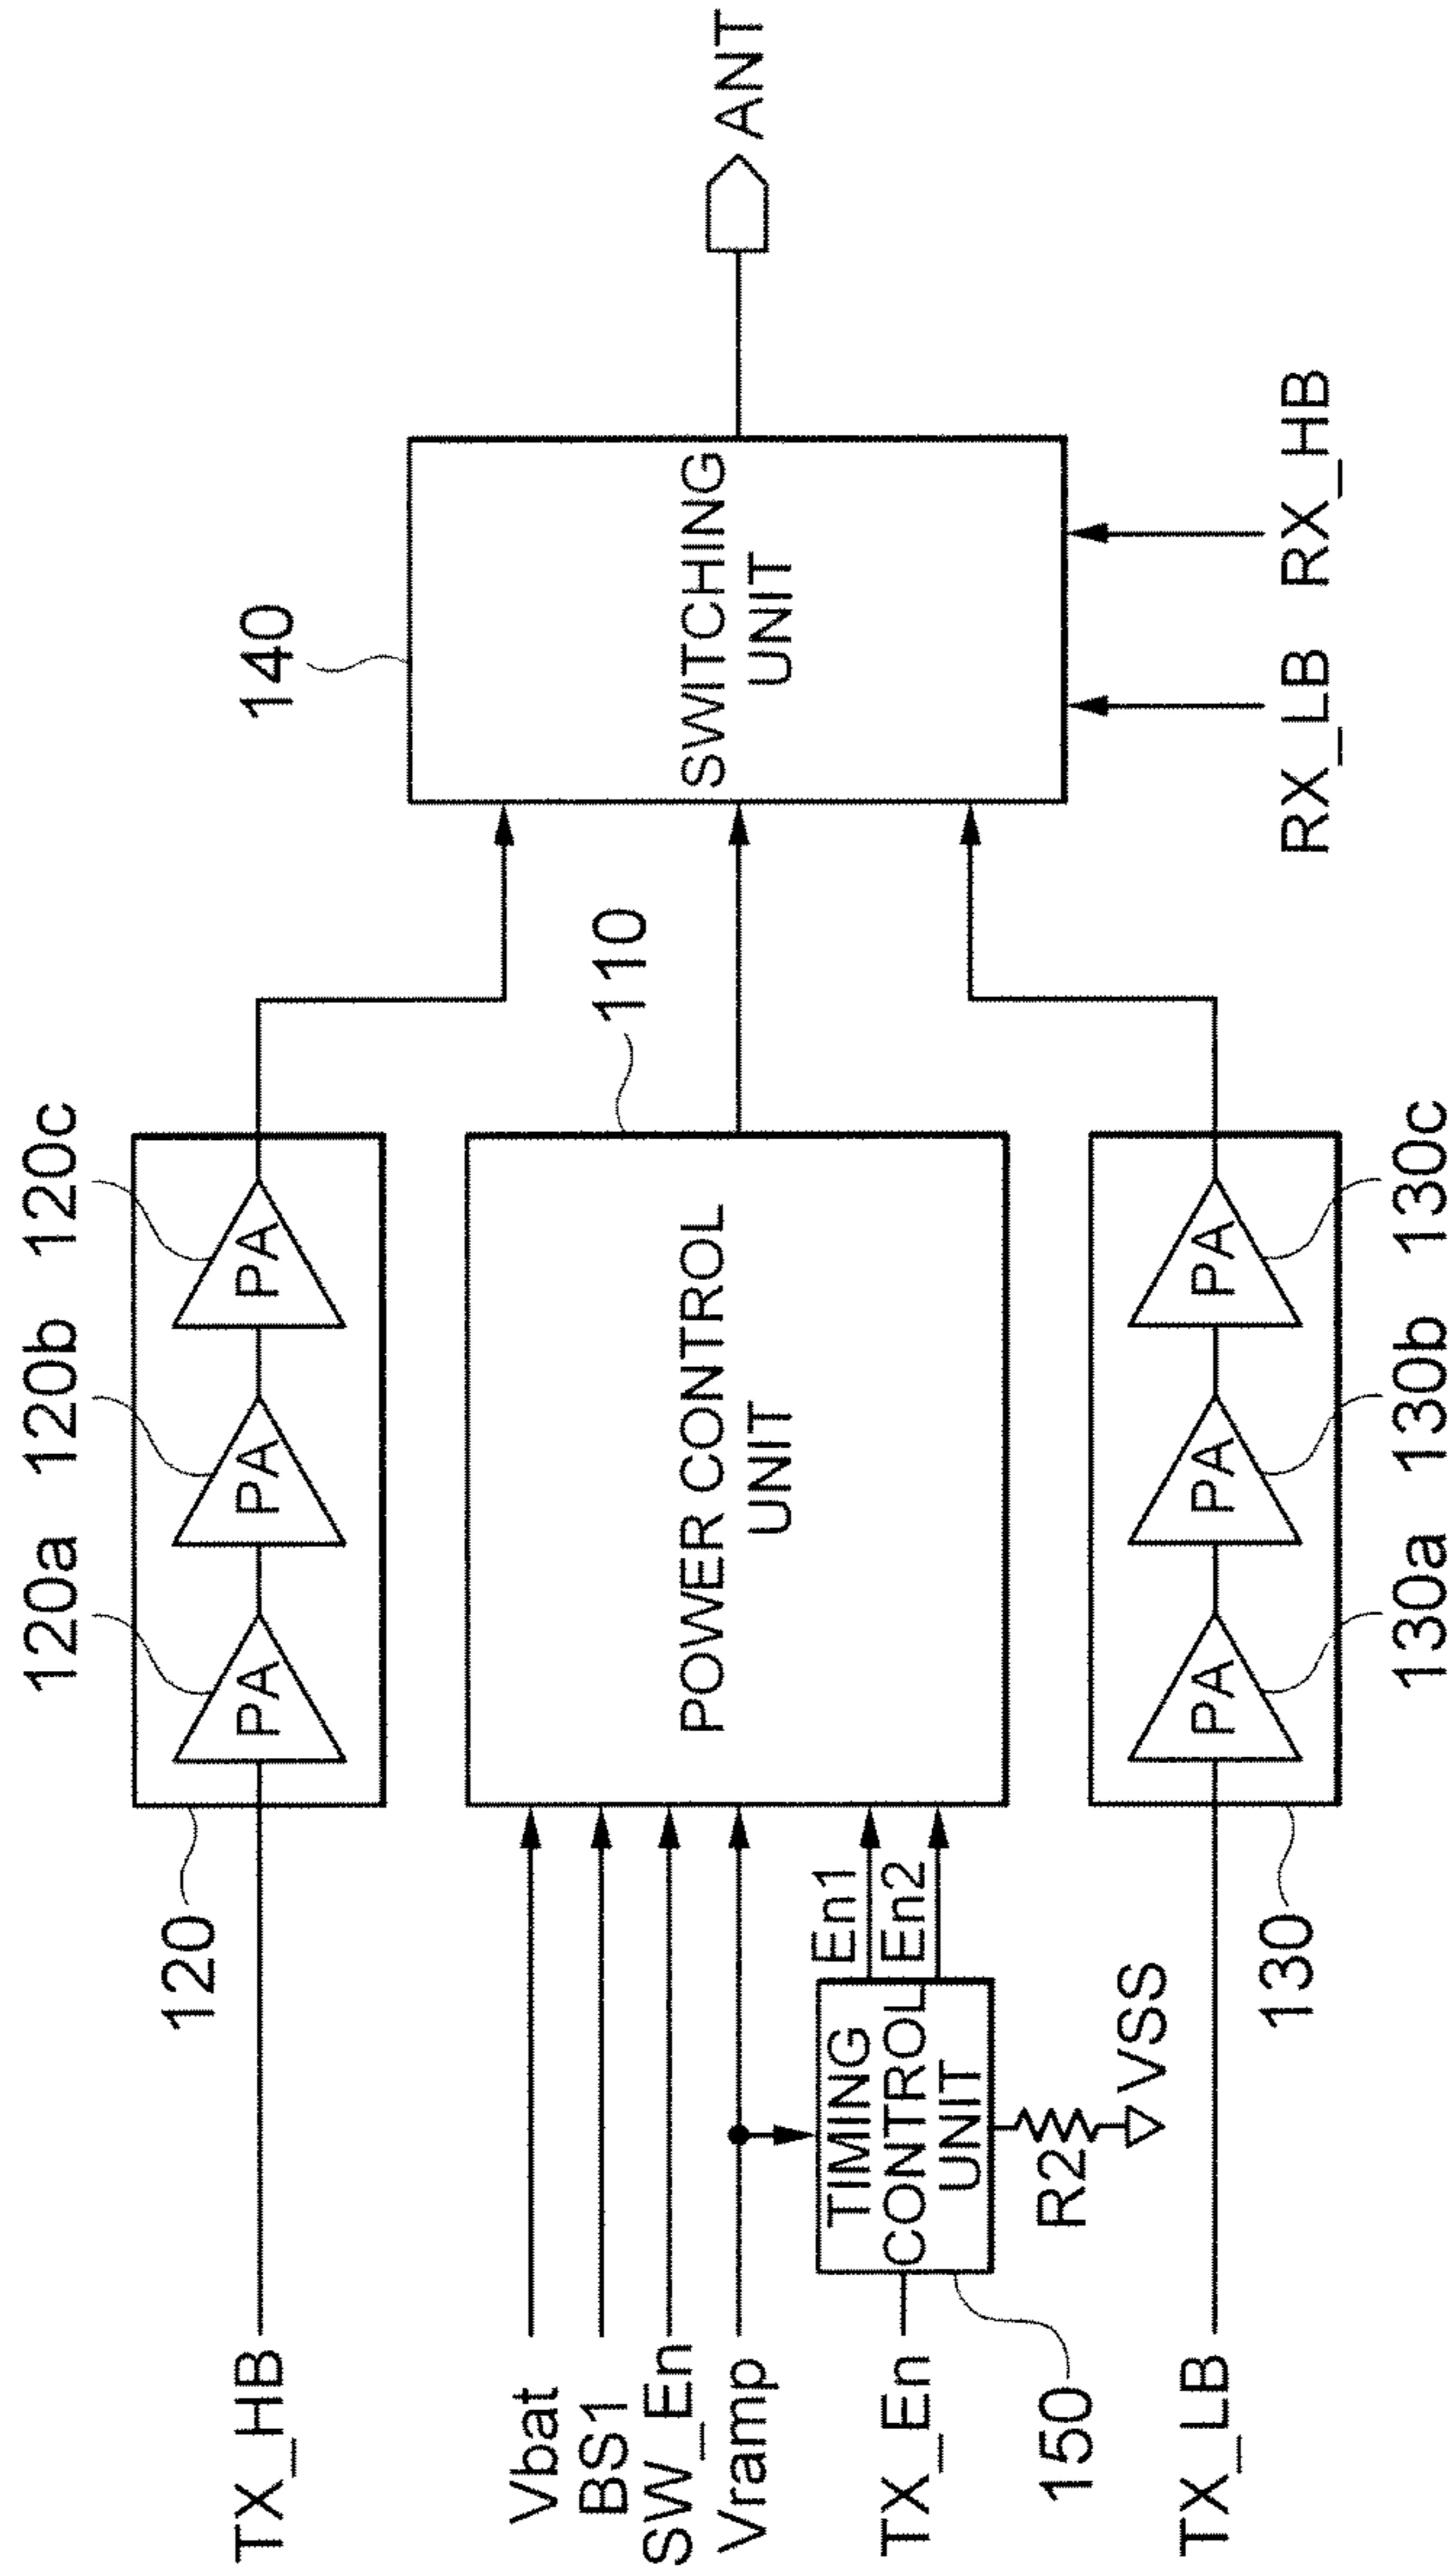 120a
120b
120c
PA
PA
PA
120
TX_HB
140
110
Vbat
BS1
SW_En
Vramp
POWER CONTROL
UNIT
SWITCHING
UNIT
ANT
En1
En2
TX_En
TIMING
CONTROL
UNIT
150
R2
VSS
RX_LB
RX_HB
TX_LB
130
PA
PA
PA
130a
130b
130c